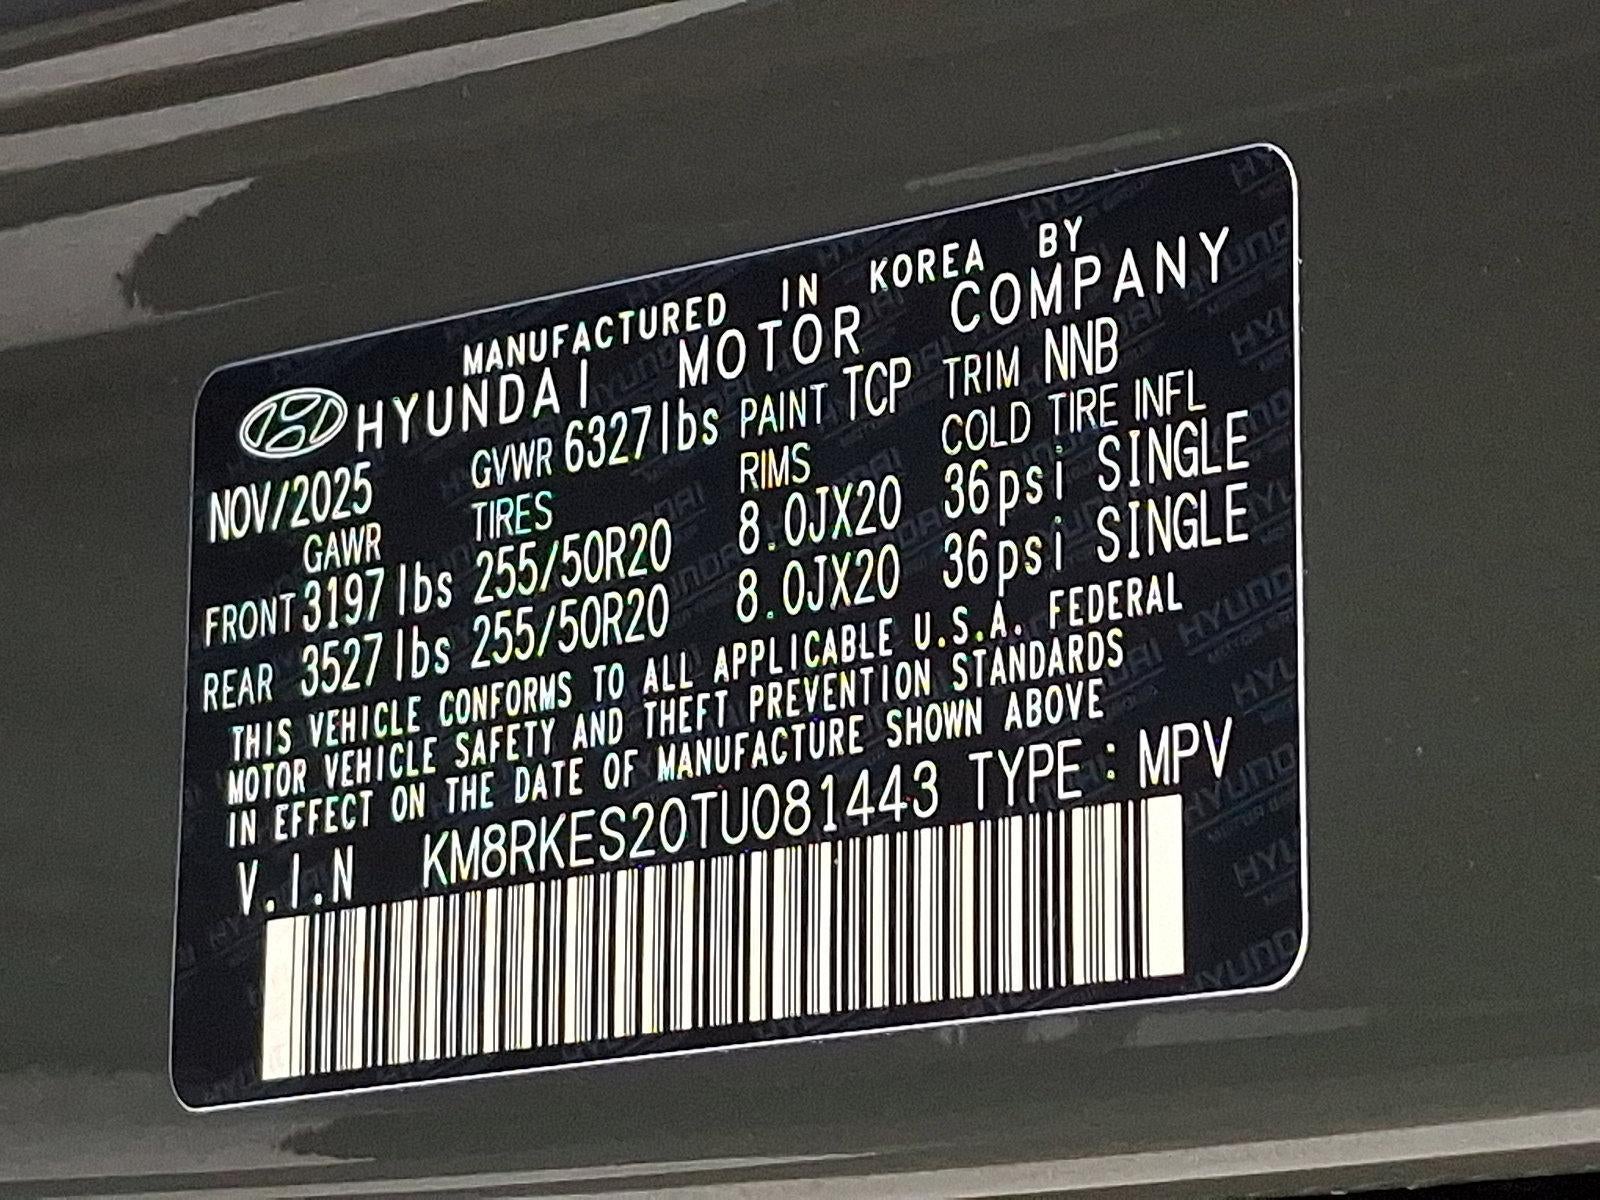 MANUFACTURED IN KOREA BY
HYUNDAI MOTOR COMPANY
NOV/2025 GVWR 6327lbs PAINT TCP TRIM NNB
GAWR TIRES RIMS COLD TIRE INFL
FRONT 3197lbs 255/50R20 8.0JX20 36psi SINGLE
REAR 3527lbs 255/50R20 8.0JX20 36psi SINGLE
THIS VEHICLE CONFORMS TO ALL APPLICABLE U.S.A. FEDERAL
MOTOR VEHICLE SAFETY AND THEFT PREVENTION STANDARDS
IN EFFECT ON THE DATE OF MANUFACTURE SHOWN ABOVE
V.I.N KM8RKES20TU081443 TYPE : MPV